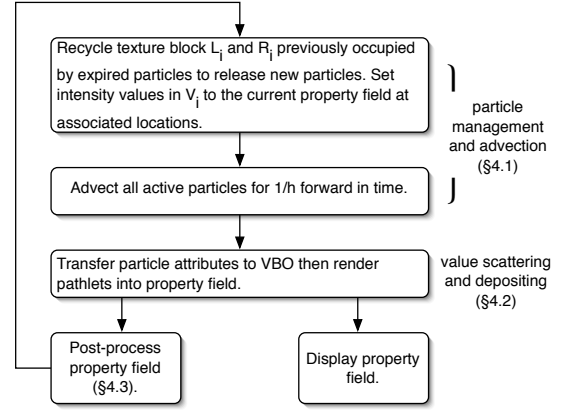 Recycle texture block Li and Ri previously occupied
by expired particles to release new particles. Set
intensity values in Vi to the current property field at
associated locations.
particle
management
and advection
(§4.1)
Advect all active particles for 1/h forward in time.
Transfer particle attributes to VBO then render
pathlets into property field.
value scattering
and depositing
(§4.2)
Post-process
property field
(§4.3).
Display property
field.